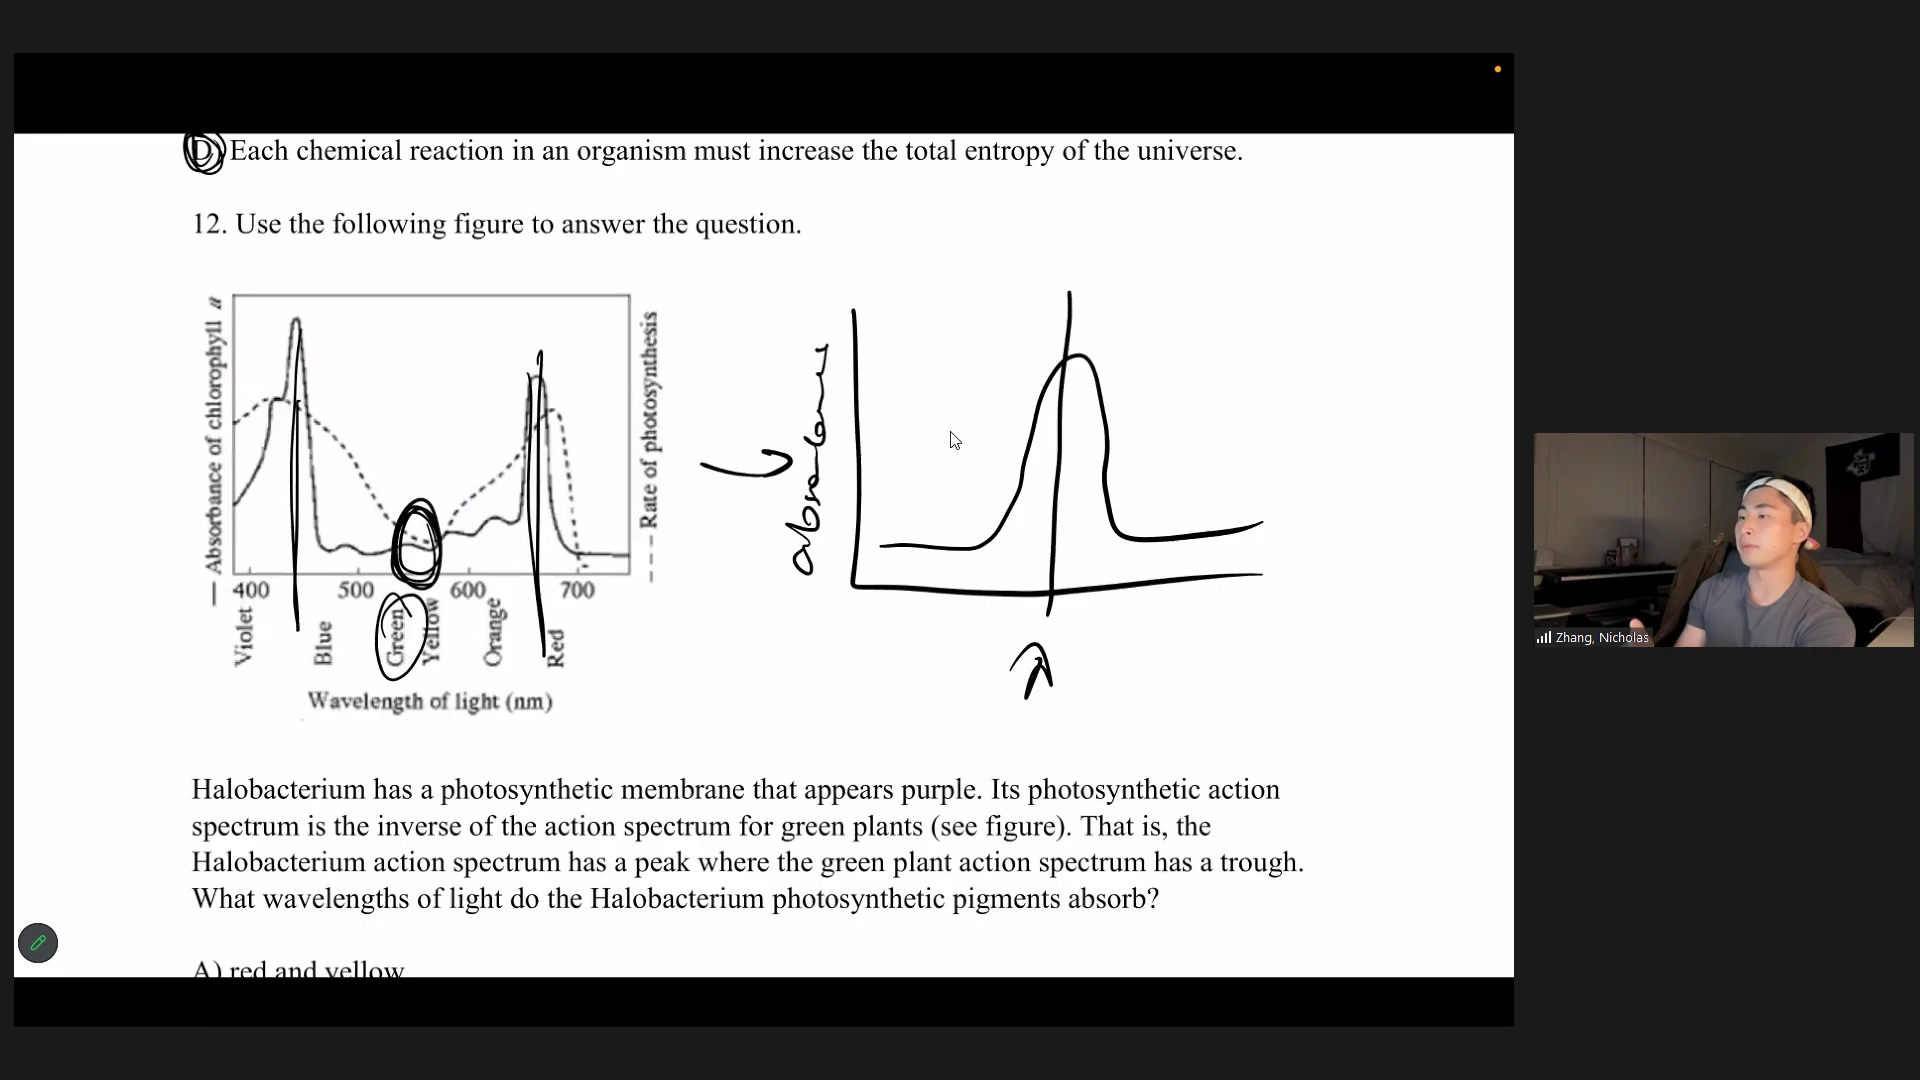 D) Each chemical reaction in an organism must increase the total entropy of the universe.
12. Use the following figure to answer the question.
— Absorbance of chlorophyll a
--- Rate of photosynthesis
absorbance
400
500
600
700
Violet
Blue
Green
Yellow
Orange
Red
Wavelength of light (nm)
λ
Halobacterium has a photosynthetic membrane that appears purple. Its photosynthetic action
spectrum is the inverse of the action spectrum for green plants (see figure). That is, the
Halobacterium action spectrum has a peak where the green plant action spectrum has a trough.
What wavelengths of light do the Halobacterium photosynthetic pigments absorb?
A) red and yellow
Zhang, Nicholas